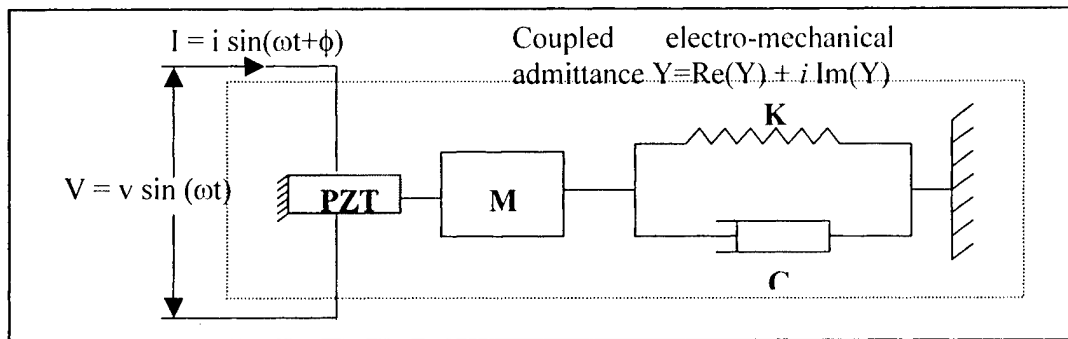 I = i sin(ωt+ϕ)
Coupled electro-mechanical
admittance Y=Re(Y) + i Im(Y)
K
V = v sin (ωt)
PZT
M
C